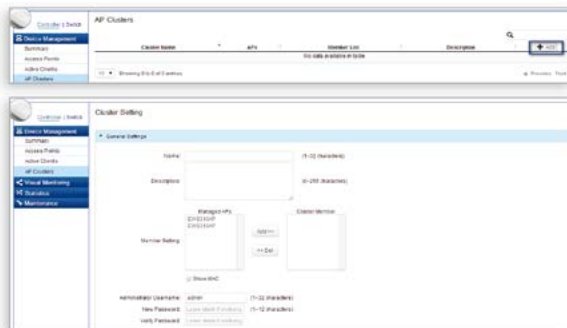 Controller | Switch
AP Clusters
Device Management
Summary
Access Points
Active Clients
AP Clusters
Cluster Name
APs
Member List
Description
+ Add
No data available in table
10
Showing 0 to 0 of 0 entries
Previous
Controller | Switch
Cluster Setting
Device Management
Summary
Access Points
Active Clients
AP Clusters
Visual Monitoring
Statistics
Maintenance
General Settings
Name:
(1~32 characters)
Description:
Managed APs
Cluster Member
Member Setting:
Add >>
<< Del
Show MAC
Administrator Username:
admin
(1~32 characters)
New Password:
(1~12 characters)
Verify Password: